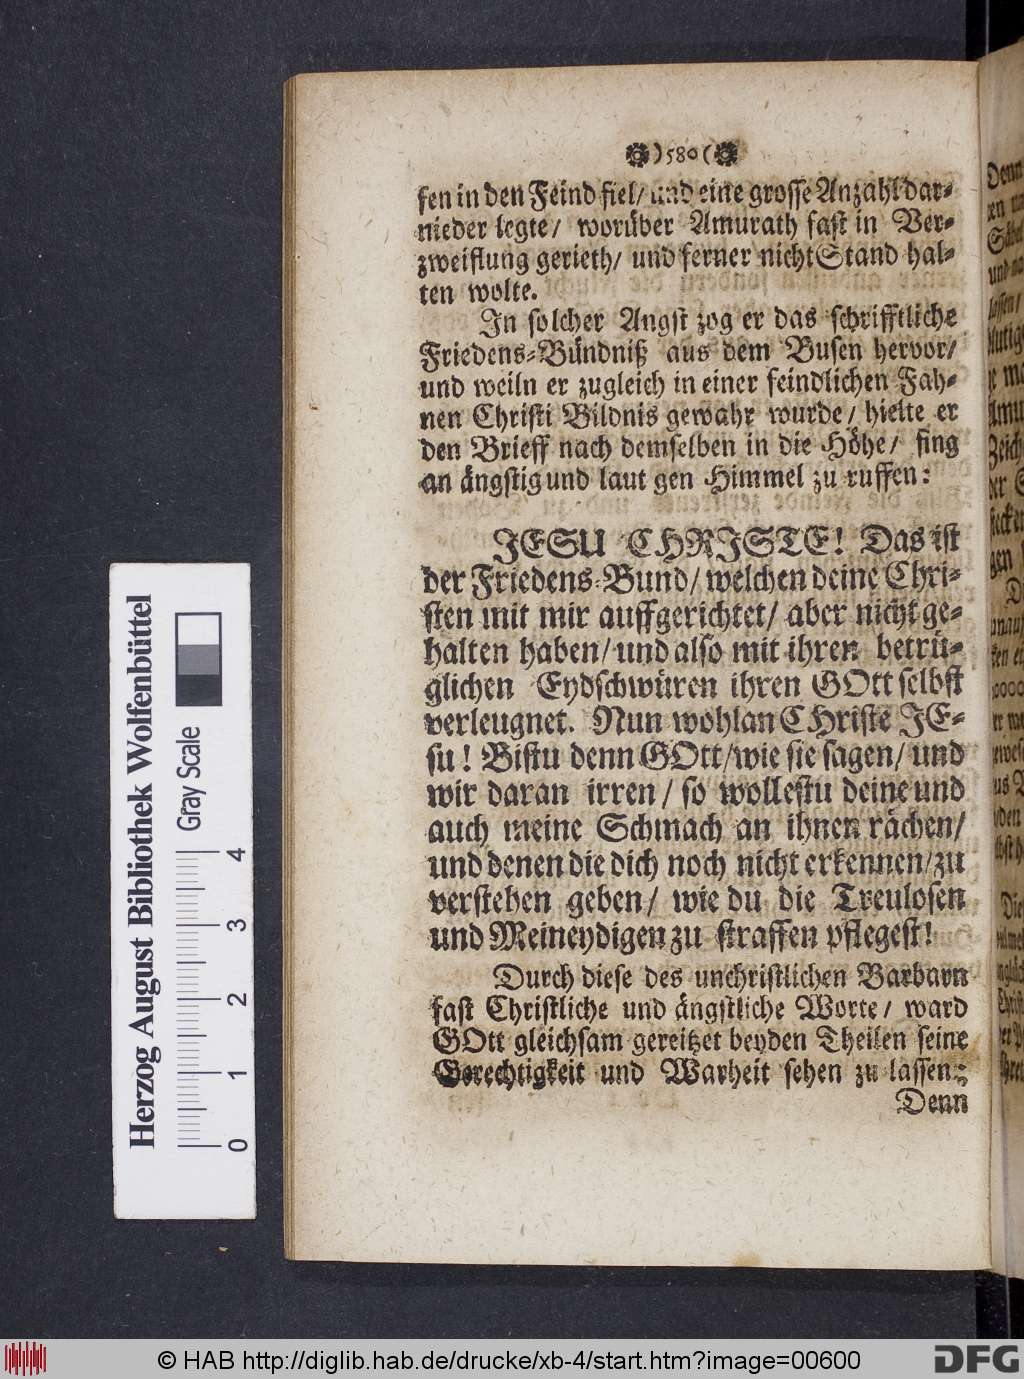 )580(
fen in den Feind fiel/ und eine grosse Anzahl dar-
nieder legte/ worüber Amurath fast in Ver-
zweiflung gerieth/ und ferner nicht Stand hal-
ten wolte.
In solcher Angst zog er das schrifftliche
Friedens-Bündniß aus dem Busen hervor/
und weiln er zugleich in einer feindlichen Fah-
nen Christi Bildnis gewahr wurde/ hielte er
den Brieff nach demselben in die Höhe/ fing
an ängstig und laut gen Himmel zu ruffen:
JESU CHRISTE! Das ist
der Friedens-Bund/ welchen deine Chri-
sten mit mir auffgerichtet/ aber nicht ge-
halten haben/ und also mit ihren betrü-
glichen Eydschwüren ihren GOtt selbst
verleugnet. Nun wohlan CHriste JE-
su! Bistu denn GOtt/ wie sie sagen/ und
wir daran irren/ so wollestu deine und
auch meine Schmach an ihnen rächen/
und denen die dich noch nicht erkennen/ zu
verstehen geben/ wie du die Treulosen
und Meineydigen zu straffen pflegest!
Durch diese des unchristlichen Barbarn
fast Christliche und ängstliche Worte/ ward
GOtt gleichsam gereitzet beyden Theilen seine
Gerechtigkeit und Warheit sehen zu lassen:
Denn
Herzog August Bibliothek Wolfenbüttel
Gray Scale
0 1 2 3 4
© HAB http://diglib.hab.de/drucke/xb-4/start.htm?image=00600
DFG